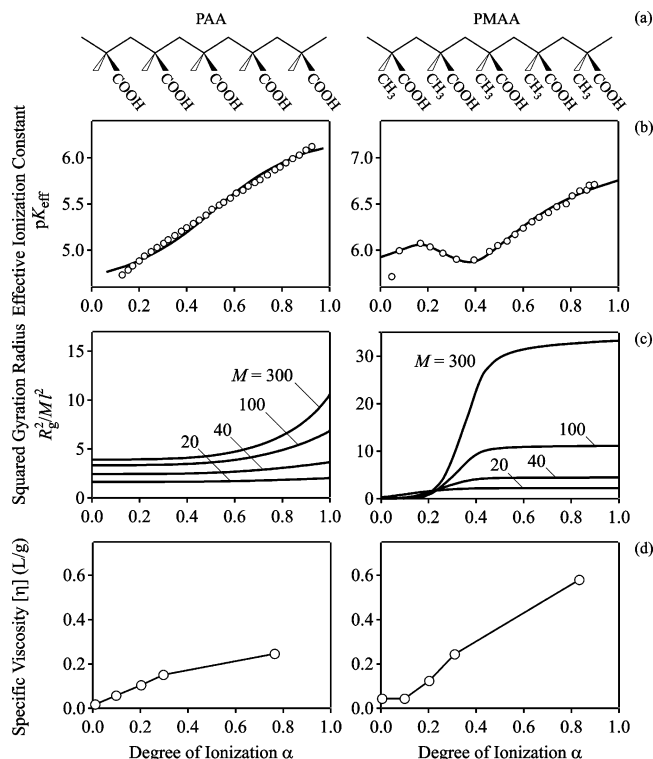 PAA
PMAA
(a)
COOH
COOH
COOH
COOH
COOH
CH3
COOH
CH3
COOH
CH3
COOH
CH3
COOH
CH3
COOH
(b)
Effective Ionization Constant
pKeff
6.0
5.5
5.0
0.0 0.2 0.4 0.6 0.8 1.0
7.0
6.5
6.0
0.0 0.2 0.4 0.6 0.8 1.0
(c)
Squared Gyration Radius
Rg²/Ml²
15
10
5
0
M = 300
100
40
20
0.0 0.2 0.4 0.6 0.8 1.0
30
20
10
0
M = 300
100
40
20
0.0 0.2 0.4 0.6 0.8 1.0
(d)
Specific Viscosity [η] (L/g)
0.6
0.4
0.2
0.0
0.0 0.2 0.4 0.6 0.8 1.0
Degree of Ionization α
0.6
0.4
0.2
0.0
0.0 0.2 0.4 0.6 0.8 1.0
Degree of Ionization α